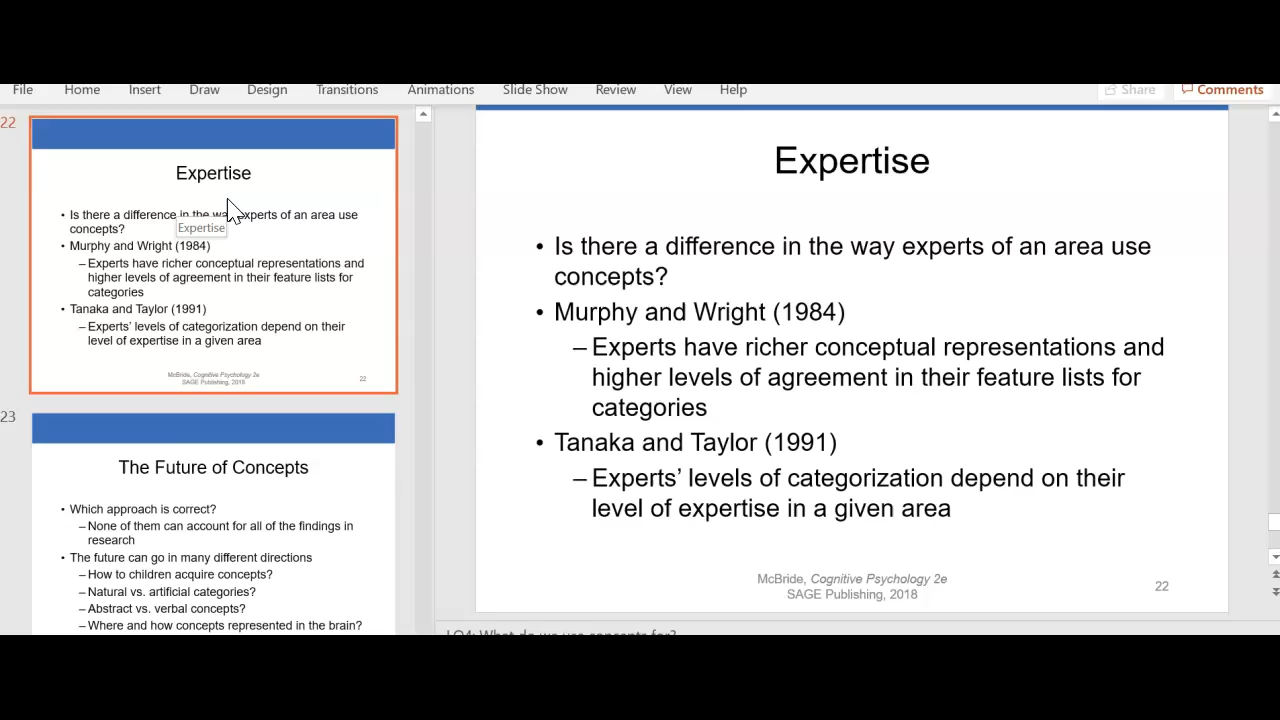 File Home Insert Draw Design Transitions Animations Slide Show Review View Help Share Comments
22
Expertise
• Is there a difference in the way experts of an area use
concepts?
Expertise
• Murphy and Wright (1984)
– Experts have richer conceptual representations and
higher levels of agreement in their feature lists for
categories
• Tanaka and Taylor (1991)
– Experts’ levels of categorization depend on their
level of expertise in a given area
McBride, Cognitive Psychology 2e
SAGE Publishing, 2018
22
23
The Future of Concepts
• Which approach is correct?
– None of them can account for all of the findings in
research
• The future can go in many different directions
– How to children acquire concepts?
– Natural vs. artificial categories?
– Abstract vs. verbal concepts?
– Where and how concepts represented in the brain?
Expertise
• Is there a difference in the way experts of an area use
concepts?
• Murphy and Wright (1984)
– Experts have richer conceptual representations and
higher levels of agreement in their feature lists for
categories
• Tanaka and Taylor (1991)
– Experts’ levels of categorization depend on their
level of expertise in a given area
McBride, Cognitive Psychology 2e
SAGE Publishing, 2018
22
LO4: What do we use concepts for?